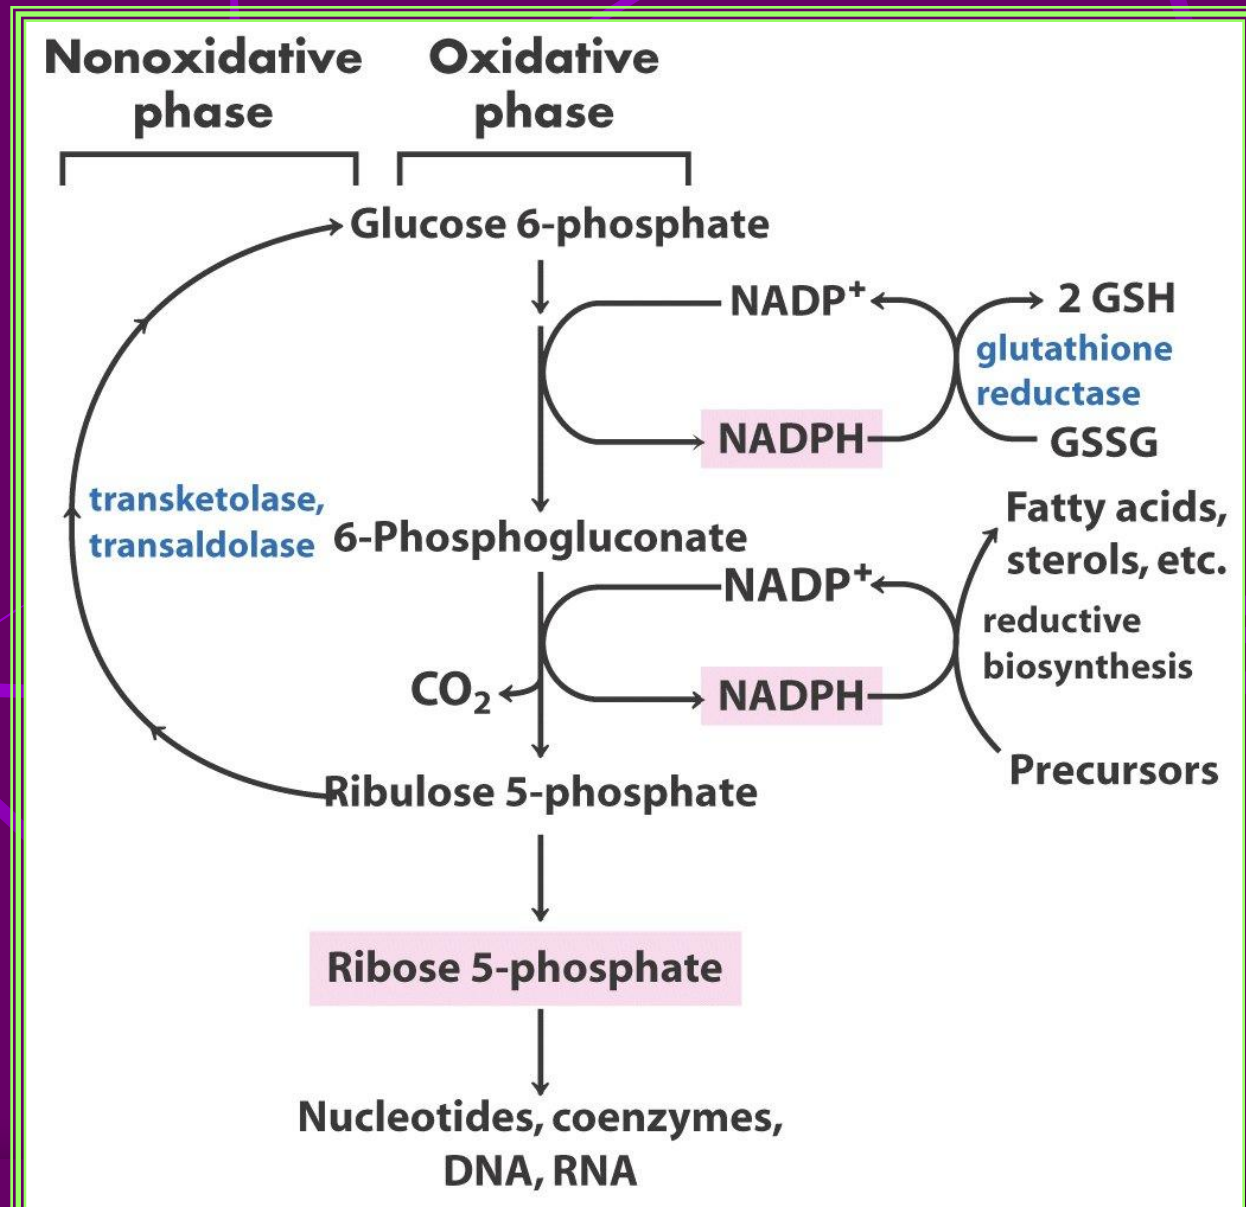 Nonoxidative
phase
Oxidative
phase
Glucose 6-phosphate
NADP+
2 GSH
glutathione
reductase
NADPH
GSSG
transketolase,
transaldolase
6-Phosphogluconate
Fatty acids,
sterols, etc.
NADP+
reductive
biosynthesis
CO2
NADPH
Precursors
Ribulose 5-phosphate
Ribose 5-phosphate
Nucleotides, coenzymes,
DNA, RNA